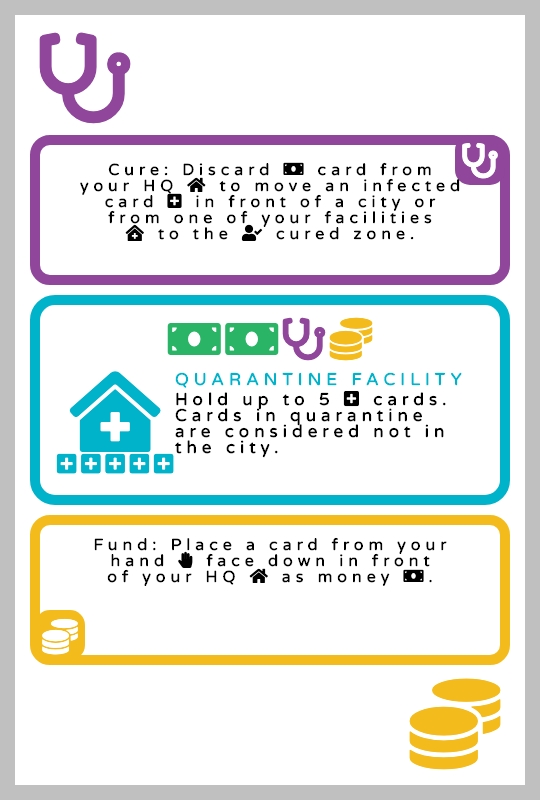 Cure: Discard card from
your HQ to move an infected
card in front of a city or
from one of your facilities
to the cured zone.
QUARANTINE FACILITY
Hold up to 5 cards.
Cards in quarantine
are considered not in
the city.
Fund: Place a card from your
hand face down in front
of your HQ as money .